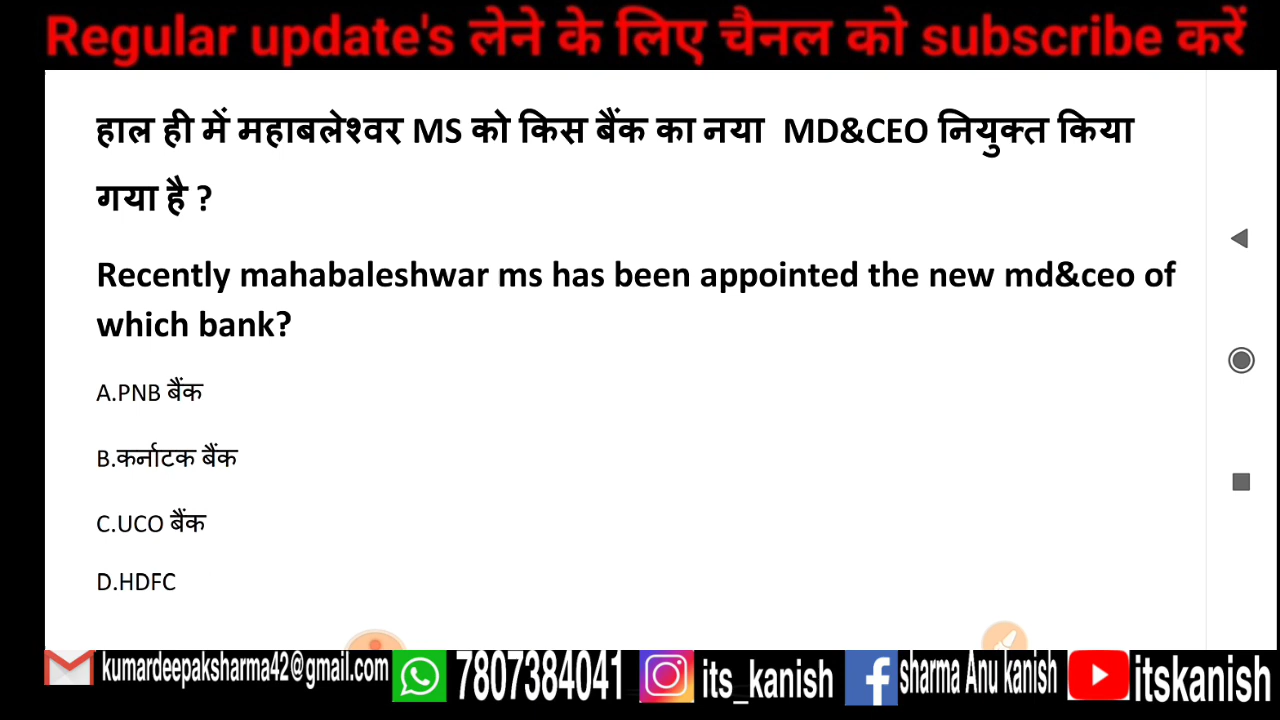 Regular update's लेने के लिए चैनल को subscribe करें
हाल ही में महाबलेश्वर MS को किस बैंक का नया MD&CEO नियुक्त किया
गया है ?
Recently mahabaleshwar ms has been appointed the new md&ceo of
which bank?
A.PNB बैंक
B.कर्नाटक बैंक
C.UCO बैंक
D.HDFC
kumardeepaksharma42@gmail.com 7807384041 its_kanish sharma Anu kanish itskanish